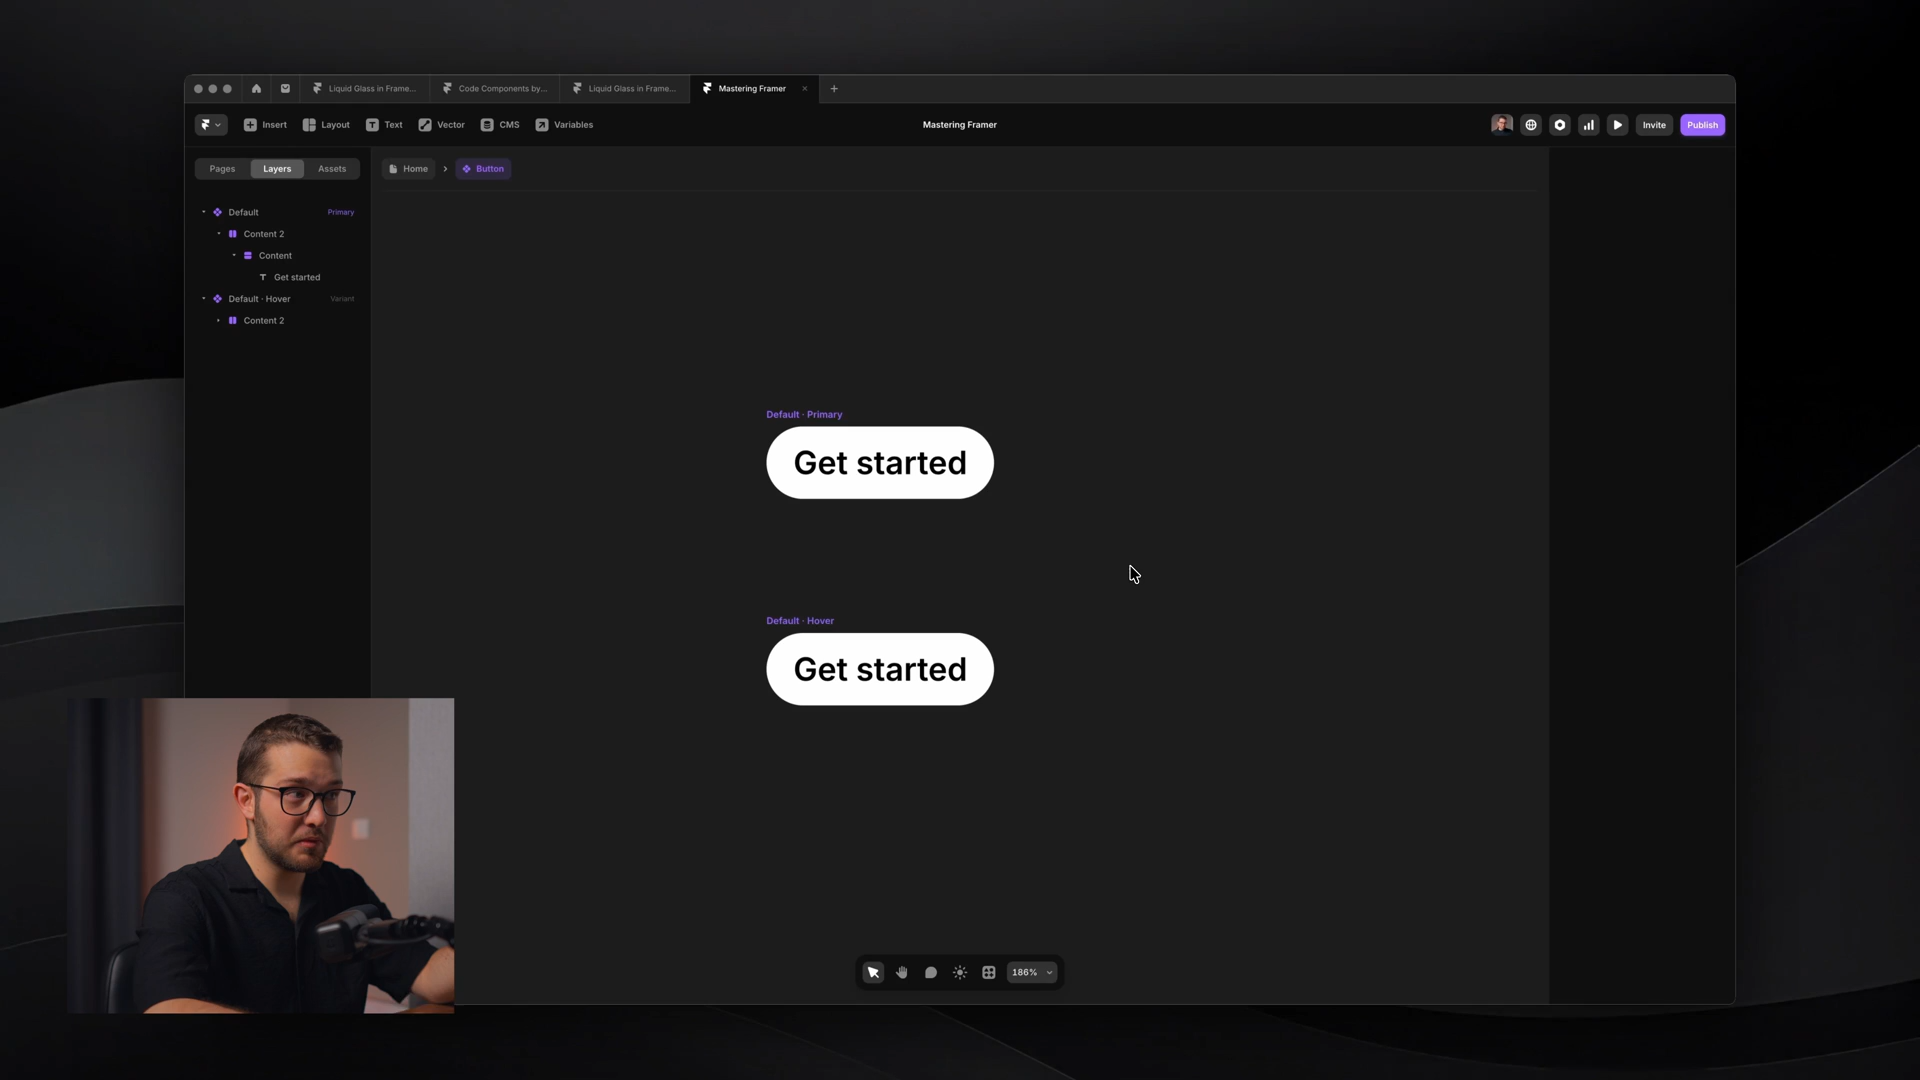 Liquid Glass in Frame...
Code Components by...
Liquid Glass in Frame...
Mastering Framer
Insert
Layout
Text
Vector
CMS
Variables
Mastering Framer
Invite
Publish
Pages
Layers
Assets
Home
Button
Default
Primary
Content 2
Content
Get started
Default · Hover
Variant
Content 2
Default · Primary
Get started
Default · Hover
Get started
186%